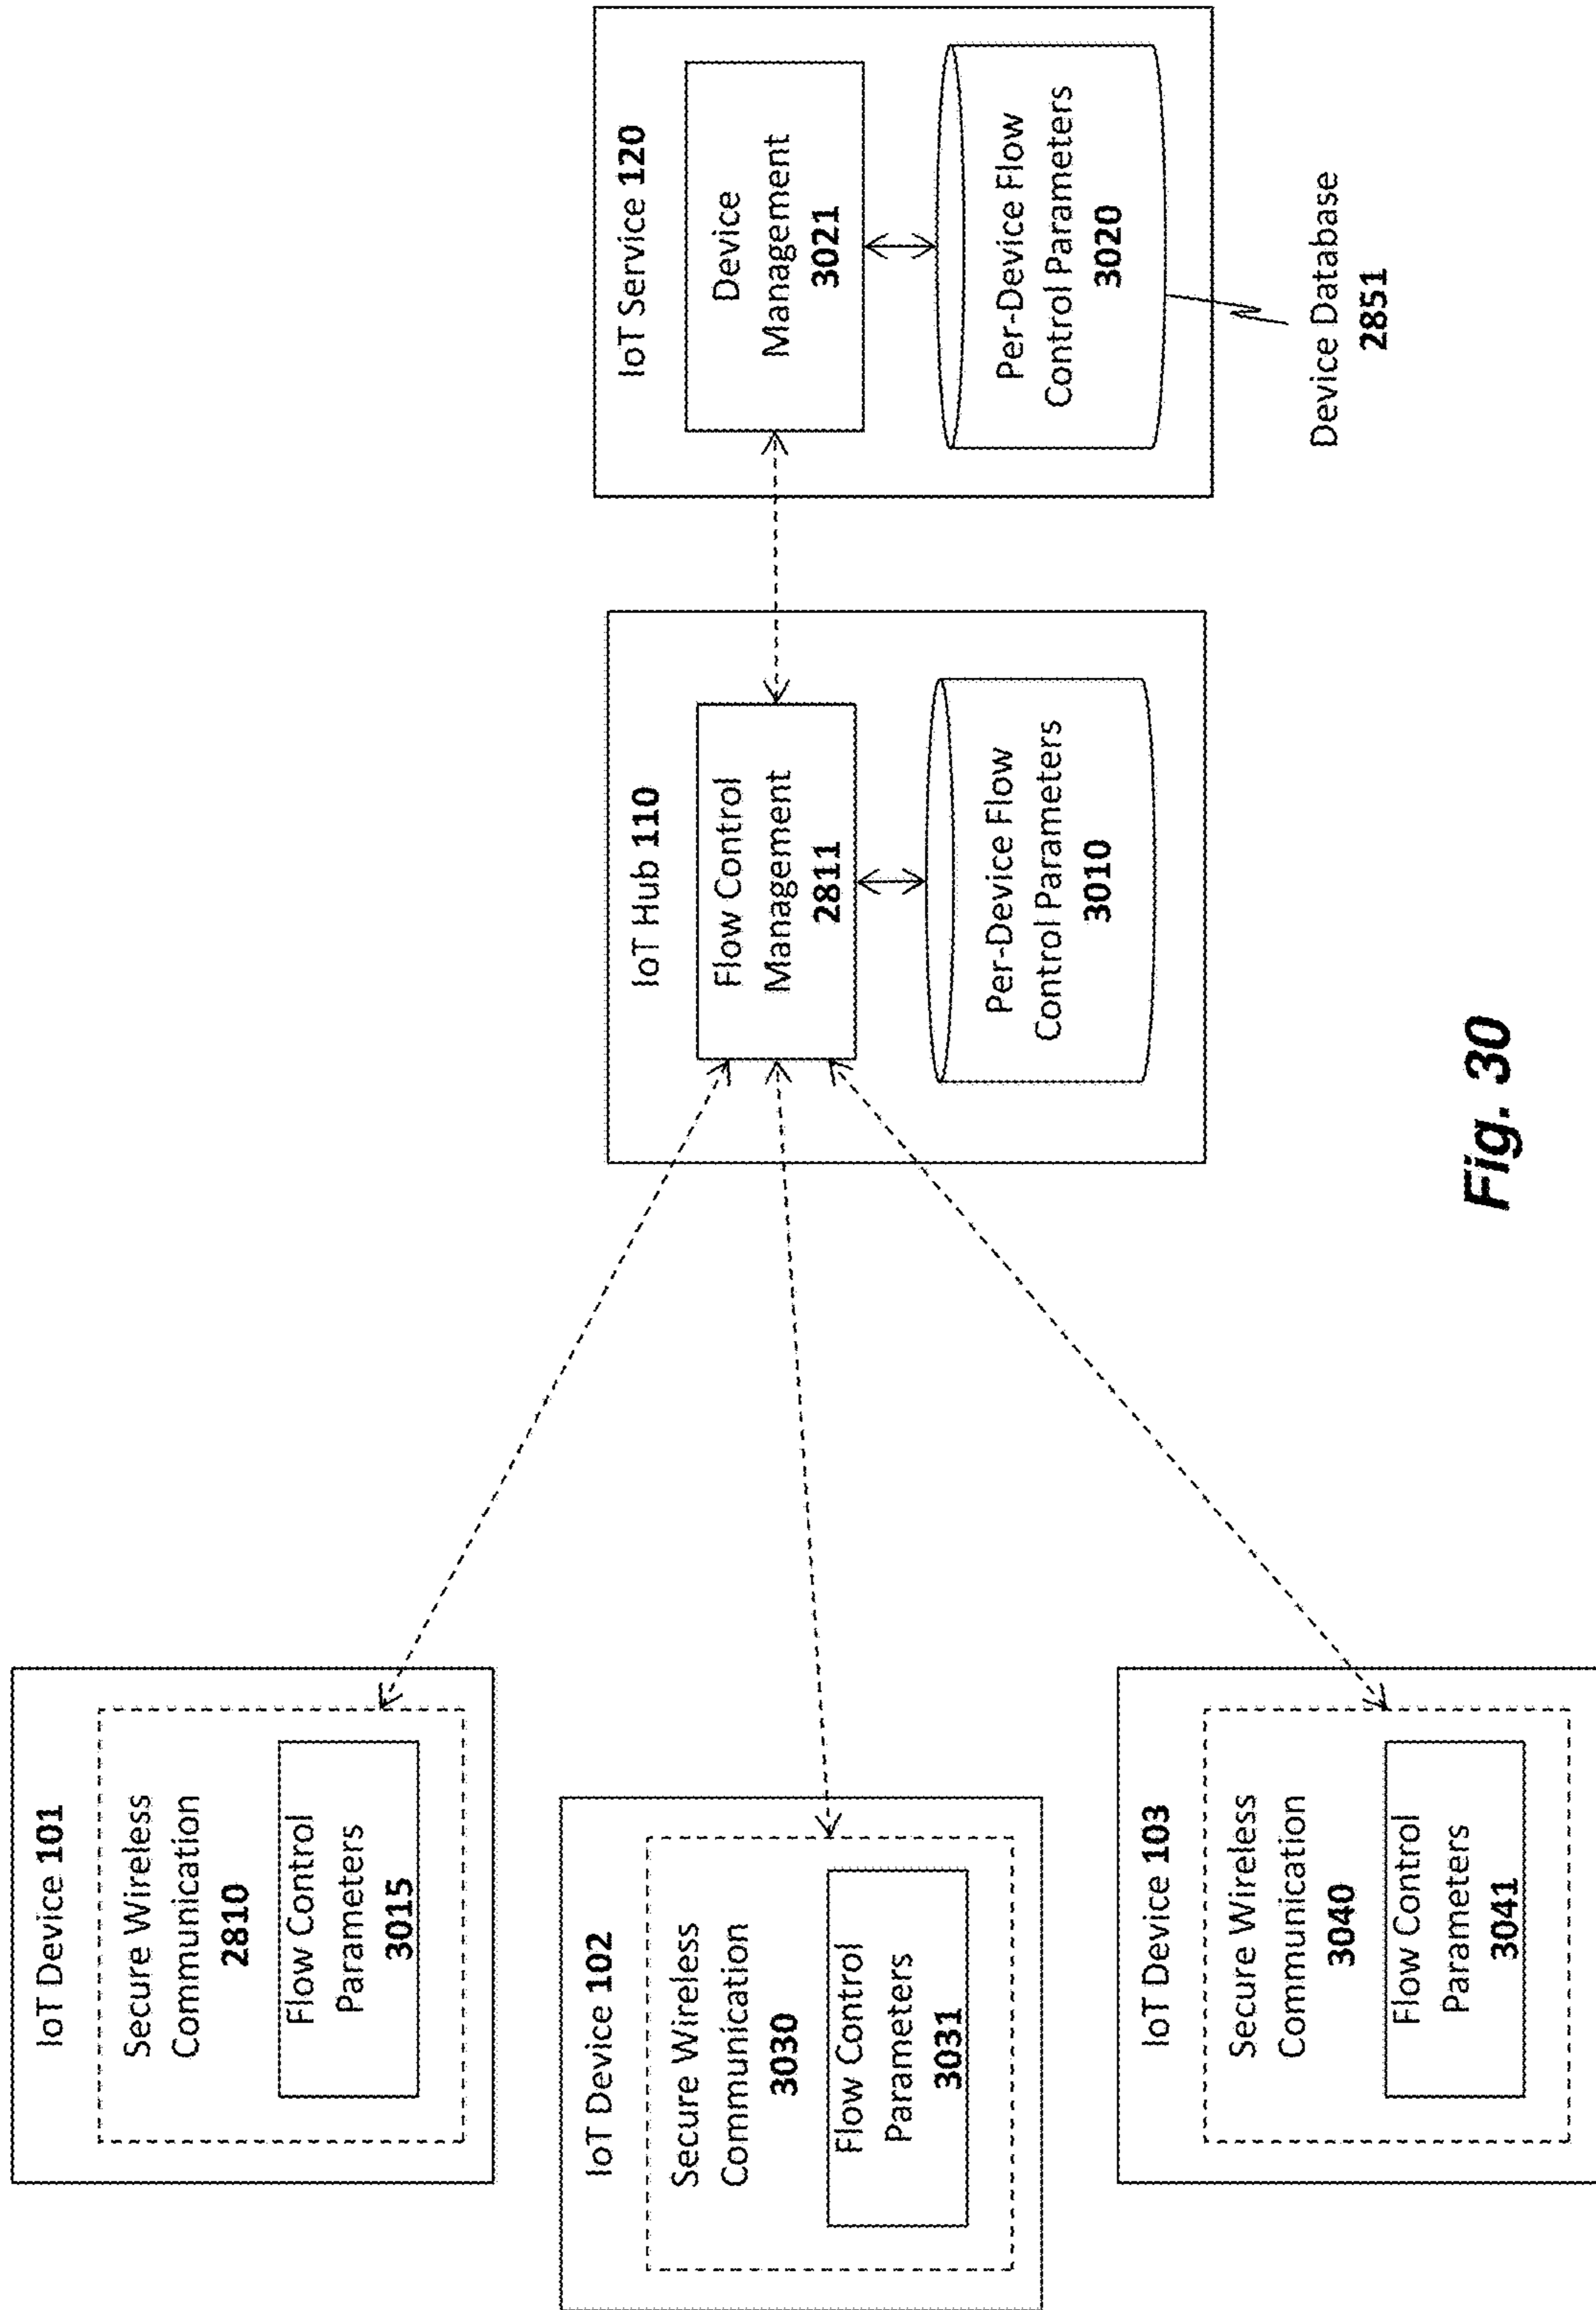 IoT Device 101
Secure Wireless
Communication
2810
Flow Control
Parameters
3015
IoT Device 102
Secure Wireless
Communication
3030
Flow Control
Parameters
3031
IoT Device 103
Secure Wireless
Communication
3040
Flow Control
Parameters
3041
IoT Hub 110
Flow Control
Management
2811
Per-Device Flow
Control Parameters
3010
IoT Service 120
Device
Management
3021
Per-Device Flow
Control Parameters
3020
Device Database
2851
Fig. 30